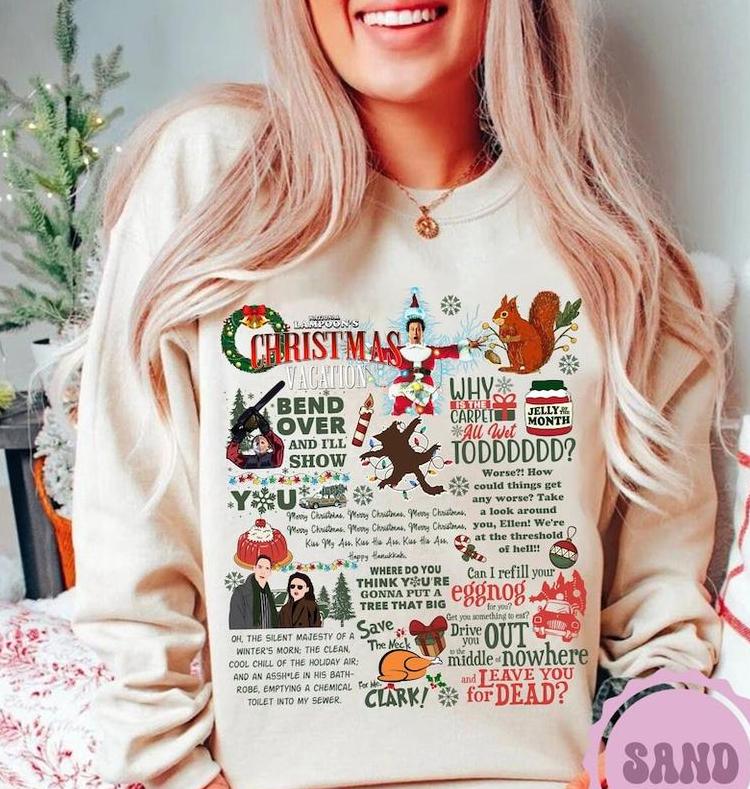 NATIONAL
LAMPOON'S
CHRISTMAS
VACATION
BEND
OVER
AND I'LL
SHOW
YOU
WHY
IS THE
CARPET
All Wet
TODDDDDD?
JELLY OF THE
MONTH
Worse?! How
could things get
any worse? Take
a look around
you, Ellen! We're
at the threshold
of hell!!
Merry Christmas, Merry Christmas, Merry Christmas,
Merry Christmas, Merry Christmas, Merry Christmas,
Kiss My Ass, Kiss His Ass, Kiss His Ass,
Happy Hanukkah.
WHERE DO YOU
THINK YOU'RE
GONNA PUT A
TREE THAT BIG
OH, THE SILENT MAJESTY OF A
WINTER'S MORN; THE CLEAN,
COOL CHILL OF THE HOLIDAY AIR;
AND AN ASSH*LE IN HIS BATH-
ROBE, EMPTYING A CHEMICAL
TOILET INTO MY SEWER.
Save
The Neck
For Me
CLARK!
Can I refill your
eggnog
for you?
Get you something to eat?
Drive
you OUT
to the
middle of nowhere
and LEAVE YOU
for DEAD?
SAND